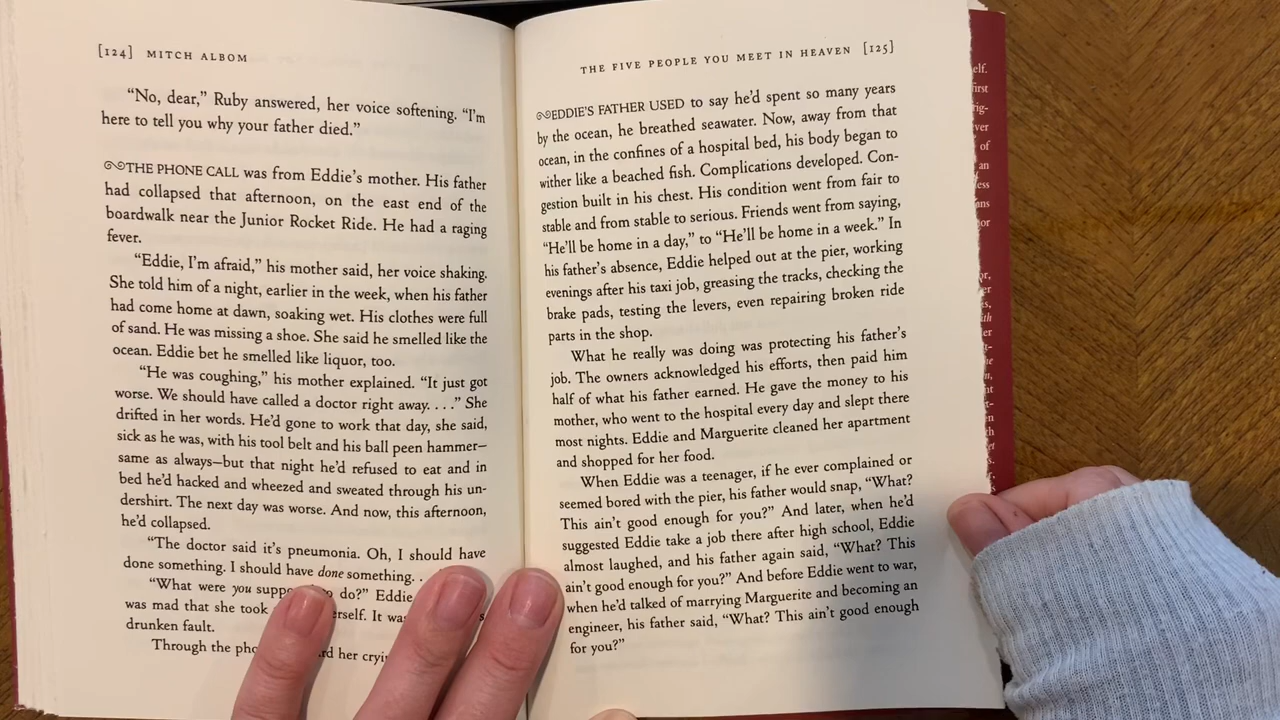 [124] MITCH ALBOM
“No, dear,” Ruby answered, her voice softening. “I’m
here to tell you why your father died.”
THE PHONE CALL was from Eddie’s mother. His father
had collapsed that afternoon, on the east end of the
boardwalk near the Junior Rocket Ride. He had a raging
fever.
“Eddie, I’m afraid,” his mother said, her voice shaking.
She told him of a night, earlier in the week, when his father
had come home at dawn, soaking wet. His clothes were full
of sand. He was missing a shoe. She said he smelled like the
ocean. Eddie bet he smelled like liquor, too.
“He was coughing,” his mother explained. “It just got
worse. We should have called a doctor right away. . . .” She
drifted in her words. He’d gone to work that day, she said,
sick as he was, with his tool belt and his ball peen hammer—
same as always—but that night he’d refused to eat and in
bed he’d hacked and wheezed and sweated through his un-
dershirt. The next day was worse. And now, this afternoon,
he’d collapsed.
“The doctor said it’s pneumonia. Oh, I should have
done something. I should have done something. .
“What were you do?” Eddie
was mad that she took It was
drunken fault.
Through the her
THE FIVE PEOPLE YOU MEET IN HEAVEN [125]
EDDIE’S FATHER USED to say he’d spent so many years
by the ocean, he breathed seawater. Now, away from that
ocean, in the confines of a hospital bed, his body began to
wither like a beached fish. Complications developed. Con-
gestion built in his chest. His condition went from fair to
stable and from stable to serious. Friends went from saying,
“He’ll be home in a day,” to “He’ll be home in a week.” In
his father’s absence, Eddie helped out at the pier, working
evenings after his taxi job, greasing the tracks, checking the
brake pads, testing the levers, even repairing broken ride
parts in the shop.
What he really was doing was protecting his father’s
job. The owners acknowledged his efforts, then paid him
half of what his father earned. He gave the money to his
mother, who went to the hospital every day and slept there
most nights. Eddie and Marguerite cleaned her apartment
and shopped for her food.
When Eddie was a teenager, if he ever complained or
seemed bored with the pier, his father would snap, “What?
This ain’t good enough for you?” And later, when he’d
suggested Eddie take a job there after high school, Eddie
almost laughed, and his father again said, “What? This
ain’t good enough for you?” And before Eddie went to war,
when he’d talked of marrying Marguerite and becoming an
engineer, his father said, “What? This ain’t good enough
for you?”